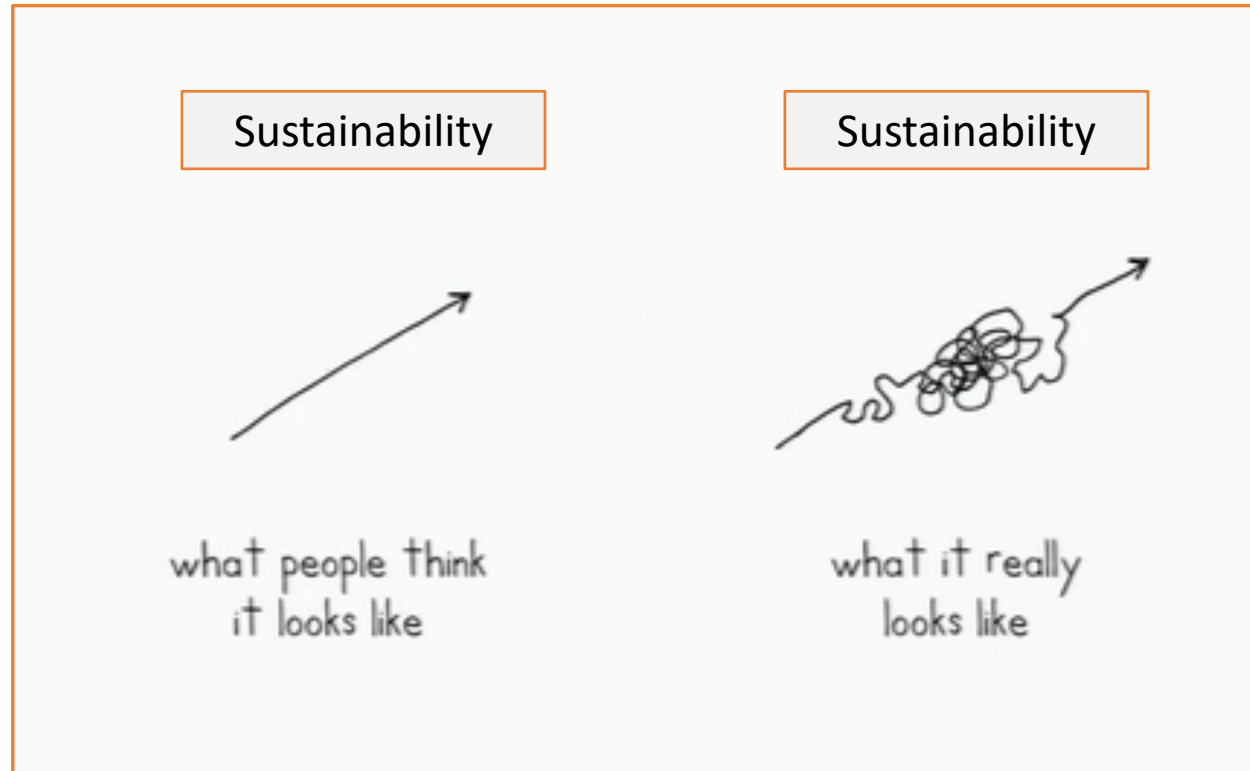 Sustainability
what people think
it looks like
Sustainability
what it really
looks like